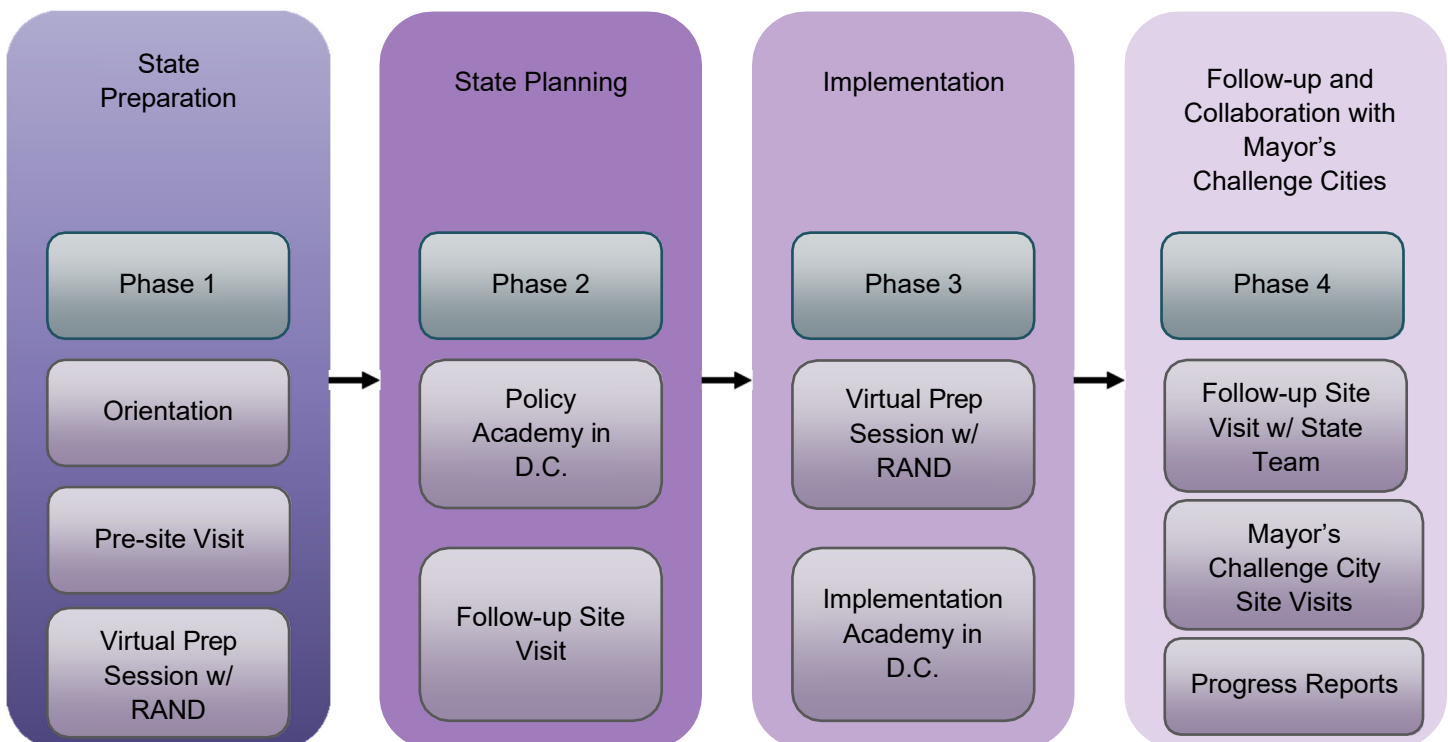 State
Preparation
Phase 1
Orientation
Pre-site Visit
Virtual Prep
Session w/
RAND
State Planning
Phase 2
Policy
Academy in
D.C.
Follow-up Site
Visit
Implementation
Phase 3
Virtual Prep
Session w/
RAND
Implementation
Academy in
D.C.
Follow-up and
Collaboration with
Mayor’s
Challenge Cities
Phase 4
Follow-up Site
Visit w/ State
Team
Mayor’s
Challenge City
Site Visits
Progress Reports